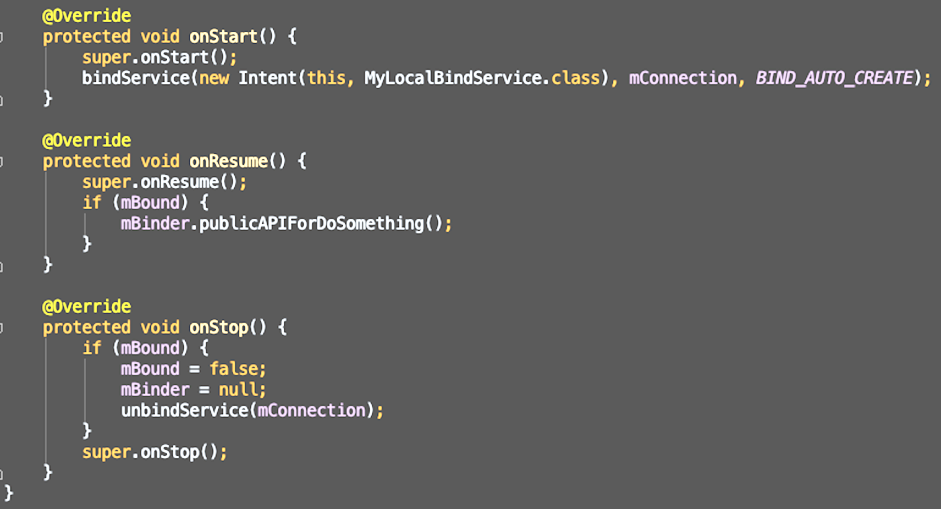 @Override
protected void onStart() {
super.onStart();
bindService(new Intent(this, MyLocalBindService.class), mConnection, BIND_AUTO_CREATE);
}
@Override
protected void onResume() {
super.onResume();
if (mBound) {
mBinder.publicAPIForDoSomething();
}
}
@Override
protected void onStop() {
if (mBound) {
mBound = false;
mBinder = null;
unbindService(mConnection);
}
super.onStop();
}
}